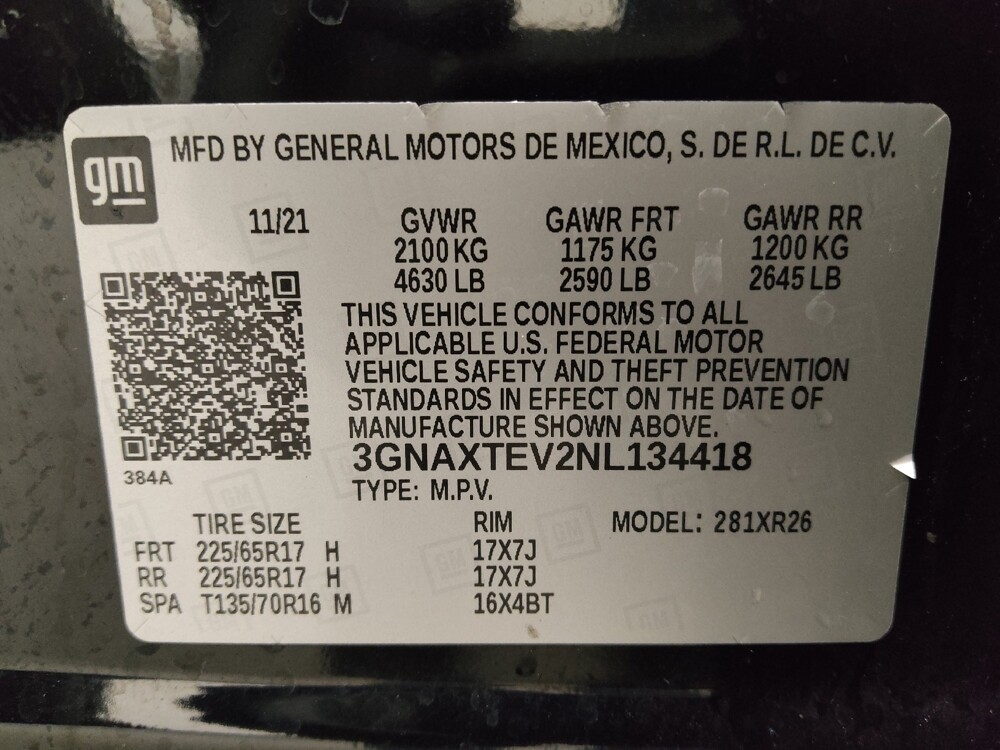 gm
MFD BY GENERAL MOTORS DE MEXICO, S. DE R.L. DE C.V.
11/21 GVWR GAWR FRT GAWR RR
2100 KG 1175 KG 1200 KG
4630 LB 2590 LB 2645 LB
THIS VEHICLE CONFORMS TO ALL
APPLICABLE U.S. FEDERAL MOTOR
VEHICLE SAFETY AND THEFT PREVENTION
STANDARDS IN EFFECT ON THE DATE OF
MANUFACTURE SHOWN ABOVE.
3GNAXTEV2NL134418
384A
TYPE: M.P.V.
TIRE SIZE RIM MODEL: 281XR26
FRT 225/65R17 H 17X7J
RR 225/65R17 H 17X7J
SPA T135/70R16 M 16X4BT